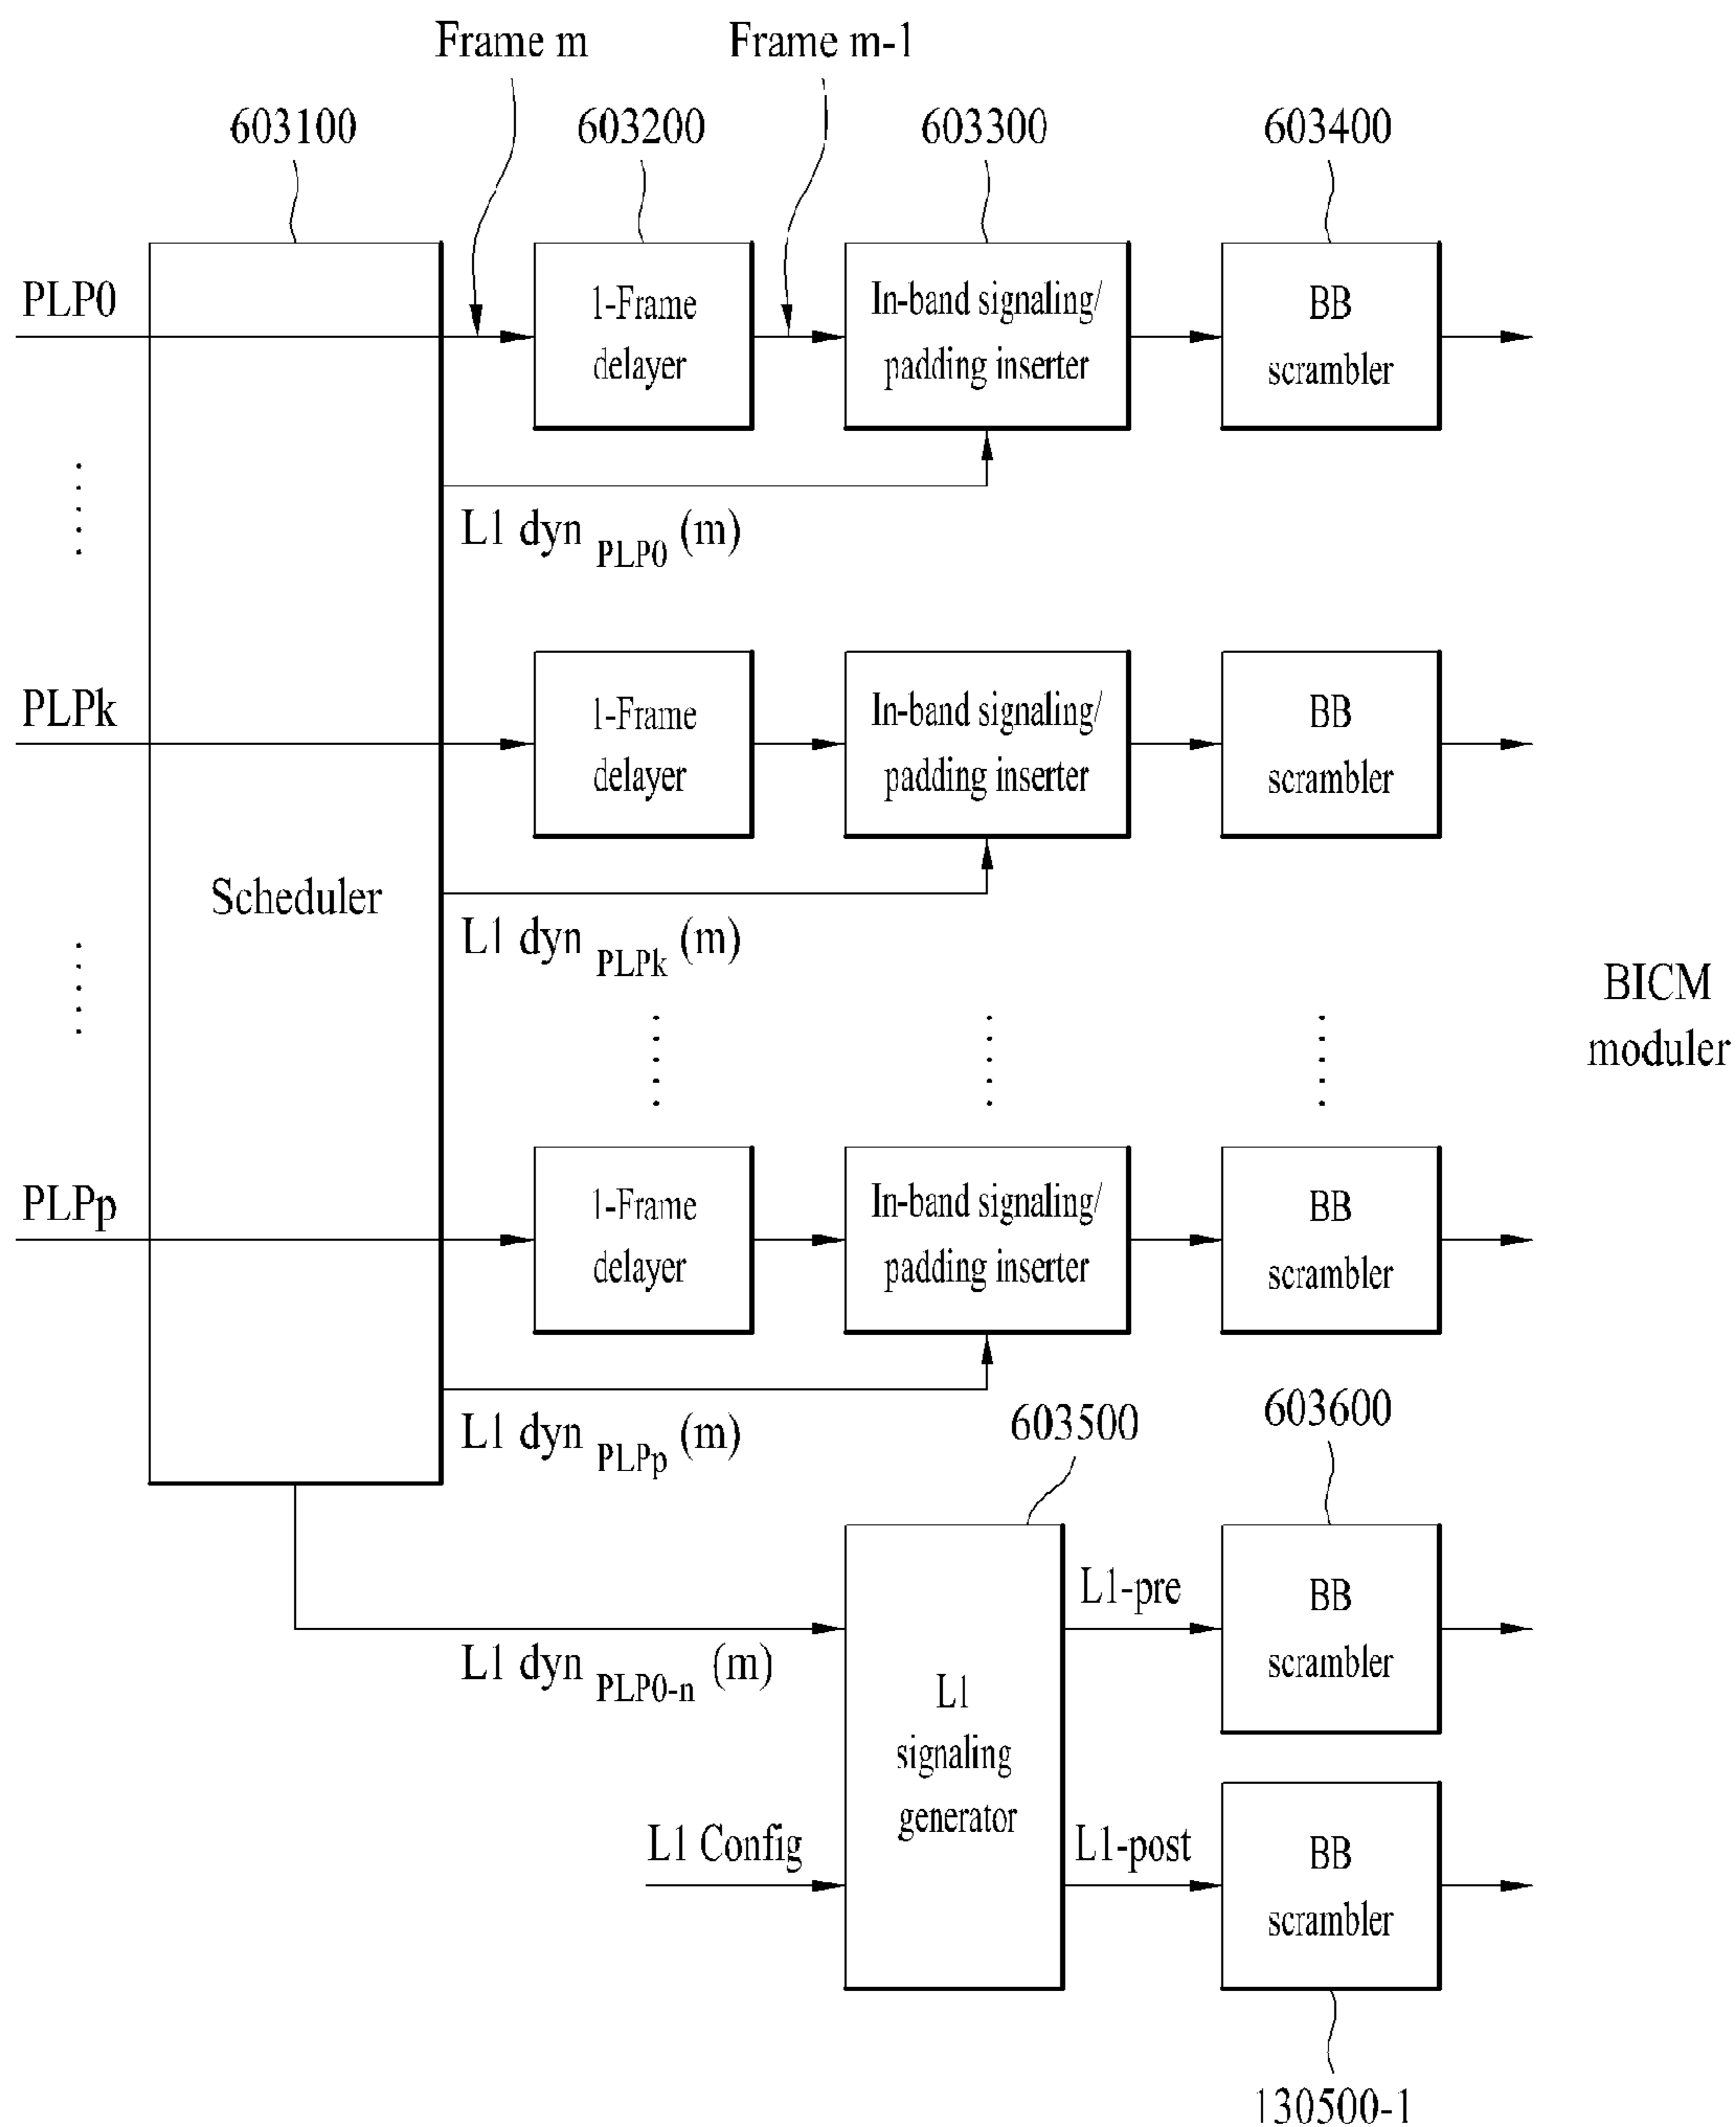 Frame m
Frame m-1
603100
603200
603300
603400
PLP0
1-Frame
delayer
In-band signaling/
padding inserter
BB
scrambler
L1 dyn PLP0 (m)
PLPk
1-Frame
delayer
In-band signaling/
padding inserter
BB
scrambler
Scheduler
L1 dyn PLPk (m)
BICM
moduler
PLPp
1-Frame
delayer
In-band signaling/
padding inserter
BB
scrambler
L1 dyn PLPp (m)
603500
603600
L1-pre
BB
scrambler
L1 dyn PLP0-n (m)
L1
signaling
generator
L1 Config
L1-post
BB
scrambler
130500-1